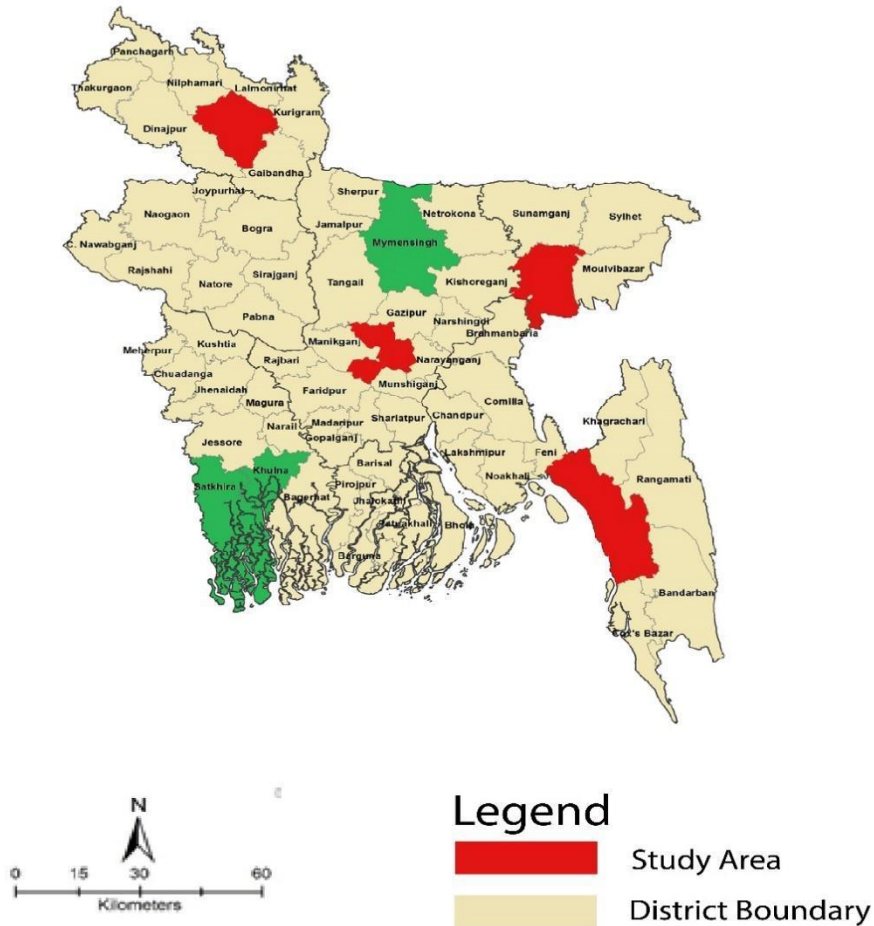 Panchagarh
Thakurgaon
Nilphamari
Lalmonirhat
Kurigram
Dinajpur
Gaibandha
Joypurhat
Naogaon
Bogra
C. Nawabganj
Rajshahi
Natore
Sirajganj
Pabna
Sherpur
Jamalpur
Mymensingh
Netrokona
Sunamganj
Sylhet
Moulvibazar
Tangail
Kishoreganj
Gazipur
Narshingdi
Brahmanbaria
Manikganj
Narayanganj
Munshiganj
Meherpur
Kushtia
Chuadanga
Jhenaidah
Rajbari
Faridpur
Magura
Narail
Jessore
Madaripur
Gopalganj
Shariatpur
Chandpur
Comilla
Khagrachari
Rangamati
Satkhira
Khulna
Bagerhat
Barisal
Pirojpur
Jhalokathi
Patuakhali
Barguna
Bhola
Lakshmipur
Noakhali
Feni
Bandarban
Cox's Bazar
N
0 15 30 60
Kilometers
Legend
Study Area
District Boundary